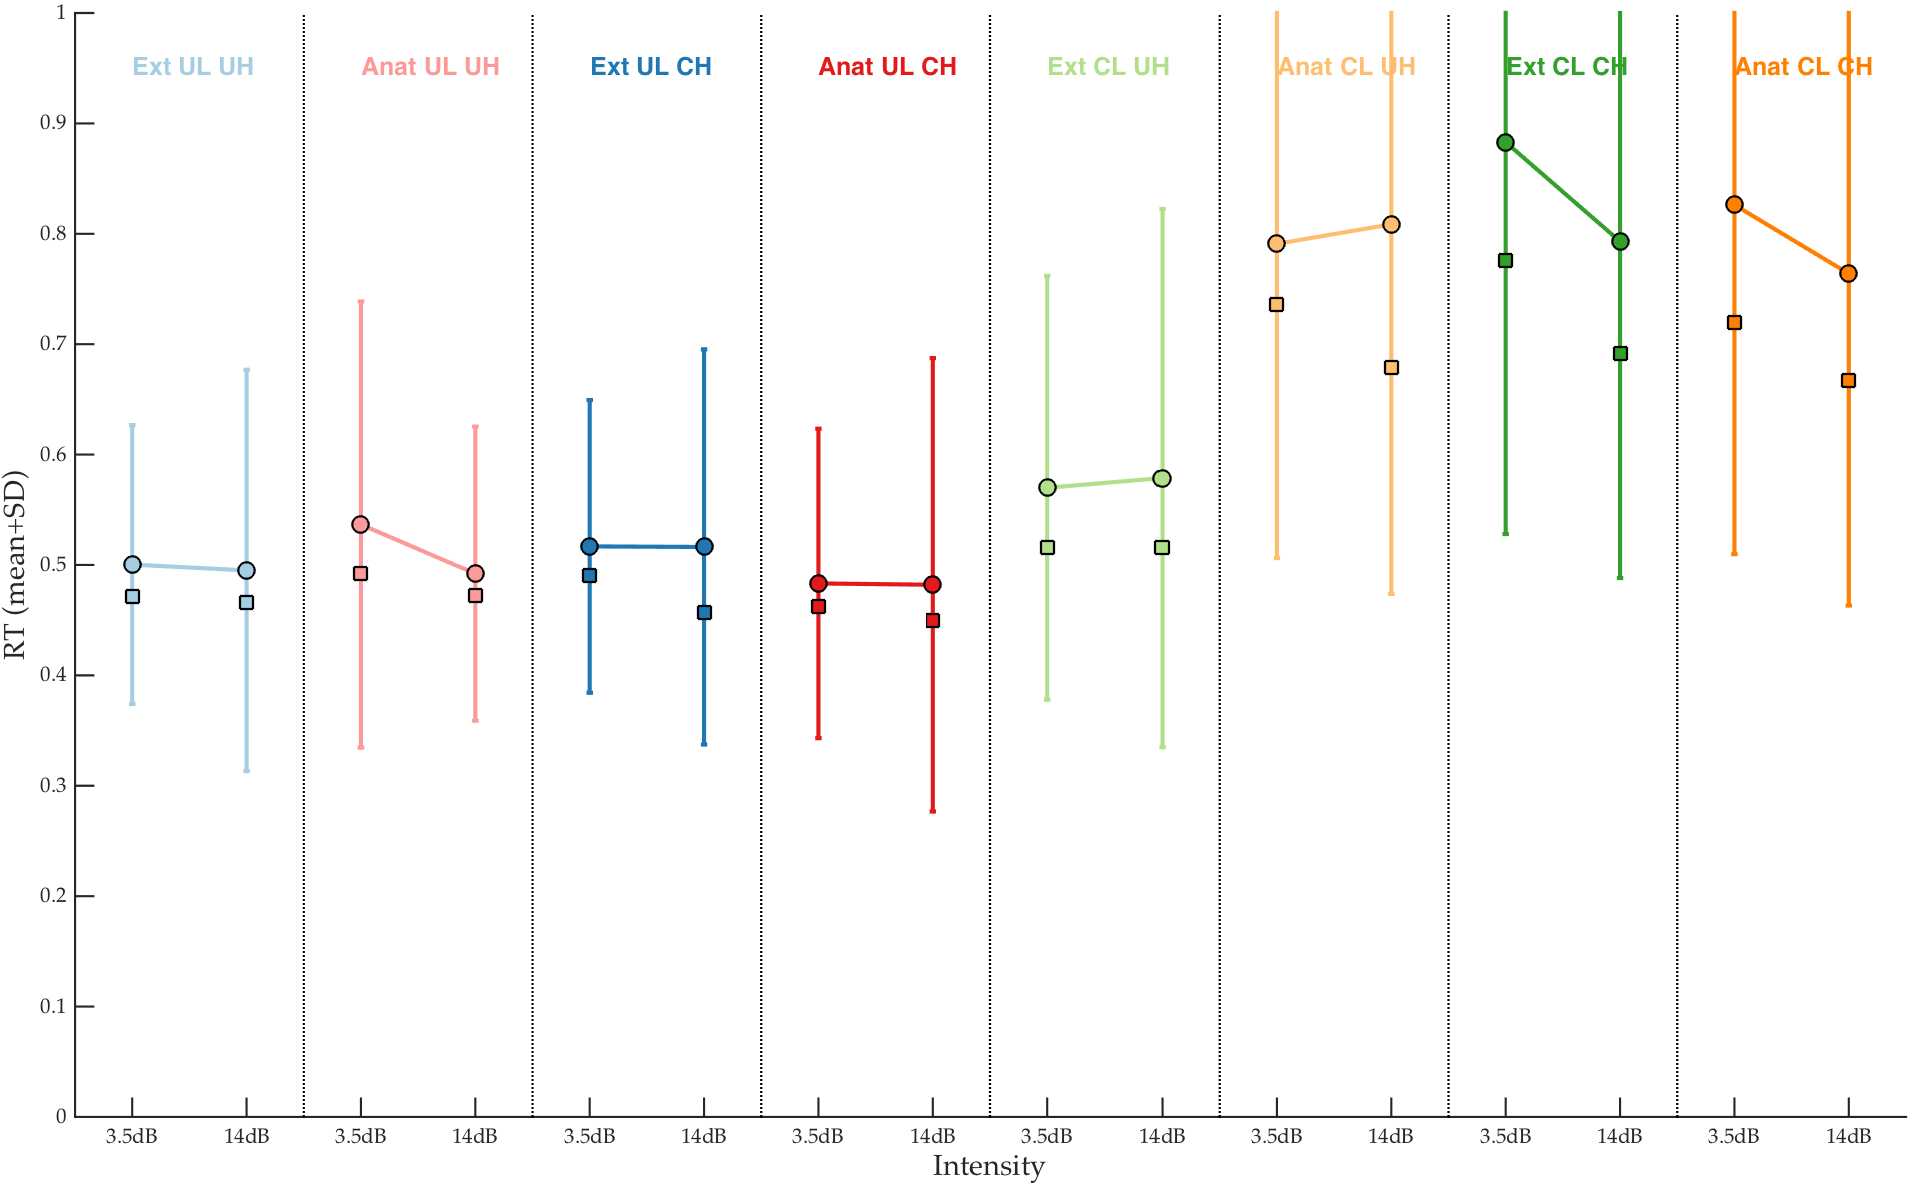 Ext UL UH Anat UL UH Ext UL CH Anat UL CH Ext CL UH Anat CL UH Ext CL CH Anat CL CH
1
0.9
0.8
0.7
0.6
0.5
0.4
0.3
0.2
0.1
0
RT (mean+SD)
3.5dB 14dB 3.5dB 14dB 3.5dB 14dB 3.5dB 14dB 3.5dB 14dB 3.5dB 14dB 3.5dB 14dB 3.5dB 14dB
Intensity